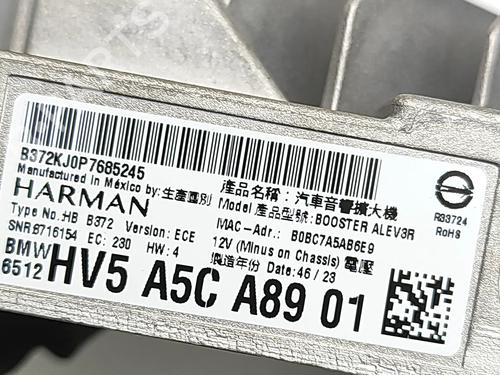 B372KJ0P7685245
Manufactured in México by: 生產國別
HARMAN
Type No.:HB B372 Version: ECE
SNR:9716154 EC: 230 HW: 4
產品名稱: 汽車音響擴大機
Model 產品型號: BOOSTER ALEV3R
MAC-Adr.: B0BC7A5AB6E9
12V (Minus on Chassis) 電壓
製造年份 Date: 46 / 23
R33724
RoHS
BMW
6512 HV5 A5C A89 01